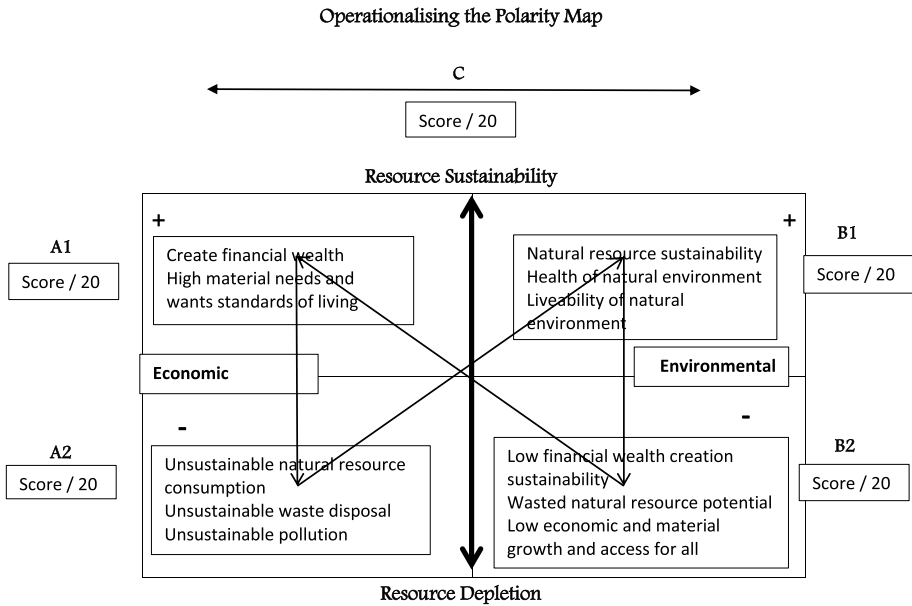 Operationalising the Polarity Map
C
Score / 20
Resource Sustainability
+
+
A1
Score / 20
Create financial wealth
High material needs and
wants standards of living
Natural resource sustainability
Health of natural environment
Liveability of natural
environment
B1
Score / 20
Economic
Environmental
-
-
A2
Score / 20
Unsustainable natural resource
consumption
Unsustainable waste disposal
Unsustainable pollution
Low financial wealth creation
sustainability
Wasted natural resource potential
Low economic and material
growth and access for all
B2
Score / 20
Resource Depletion